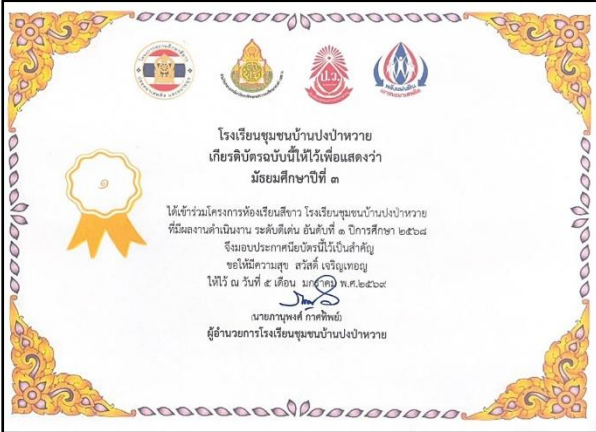 ป.ว.
โรงเรียนชุมชนบ้านปงป่าหวาย
เกียรติบัตรฉบับนี้ให้ไว้เพื่อแสดงว่า
มัธยมศึกษาปีที่ ๓
๑
ได้เข้าร่วมโครงการห้องเรียนสีขาว โรงเรียนชุมชนบ้านปงป่าหวาย
ที่มีผลงานดำเนินงาน ระดับดีเด่น อันดับที่ ๑ ปีการศึกษา ๒๕๖๘
จึงมอบประกาศนียบัตรนี้ไว้เป็นสำคัญ
ขอให้มีความสุข สวัสดิ์ เจริญเทอญ
ให้ไว้ ณ วันที่ ๕ เดือน มกราคม พ.ศ.๒๕๖๙
(นายภานุพงศ์ กาศทิพย์)
ผู้อำนวยการโรงเรียนชุมชนบ้านปงป่าหวาย